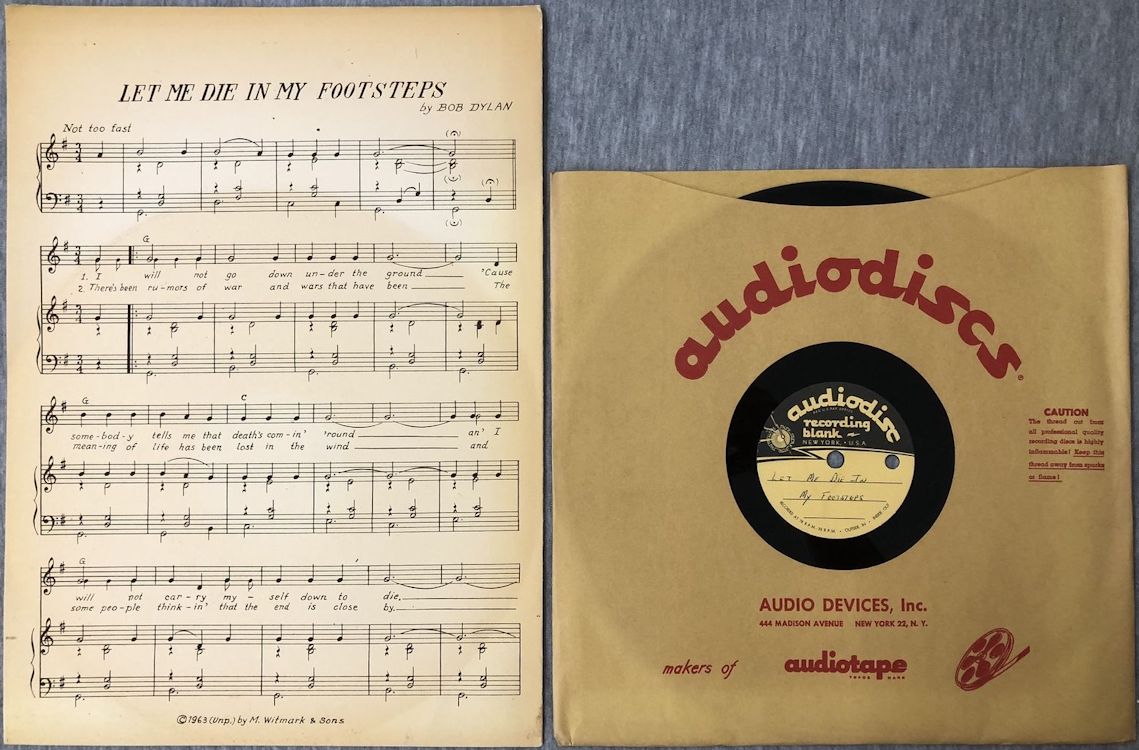 LET ME DIE IN MY FOOTSTEPS
by BOB DYLAN
Not too fast
G
1. I will not go down un-der the ground 'Cause
2. There's been ru-mors of war and wars that have been The
G C
some-bod-y tells me that death's com-in' 'round an' I
mean-ing of life has been lost in the wind and
G
will not car-ry my-self down to die,
some peo-ple think-in' that the end is close by.
©1963 (Unp.) by M. Witmark & Sons
audiodiscs
®
CAUTION
The thread cut from
all professional quality
recording discs is highly
inflammable! Keep this
thread away from sparks
or flame!
audiodisc
recording
blank
NEW YORK • U.S.A.
LET ME DIE IN
MY FOOTSTEPS
AUDIO DEVICES, Inc.
444 MADISON AVENUE NEW YORK 22, N. Y.
makers of audiotape
TRADE MARK